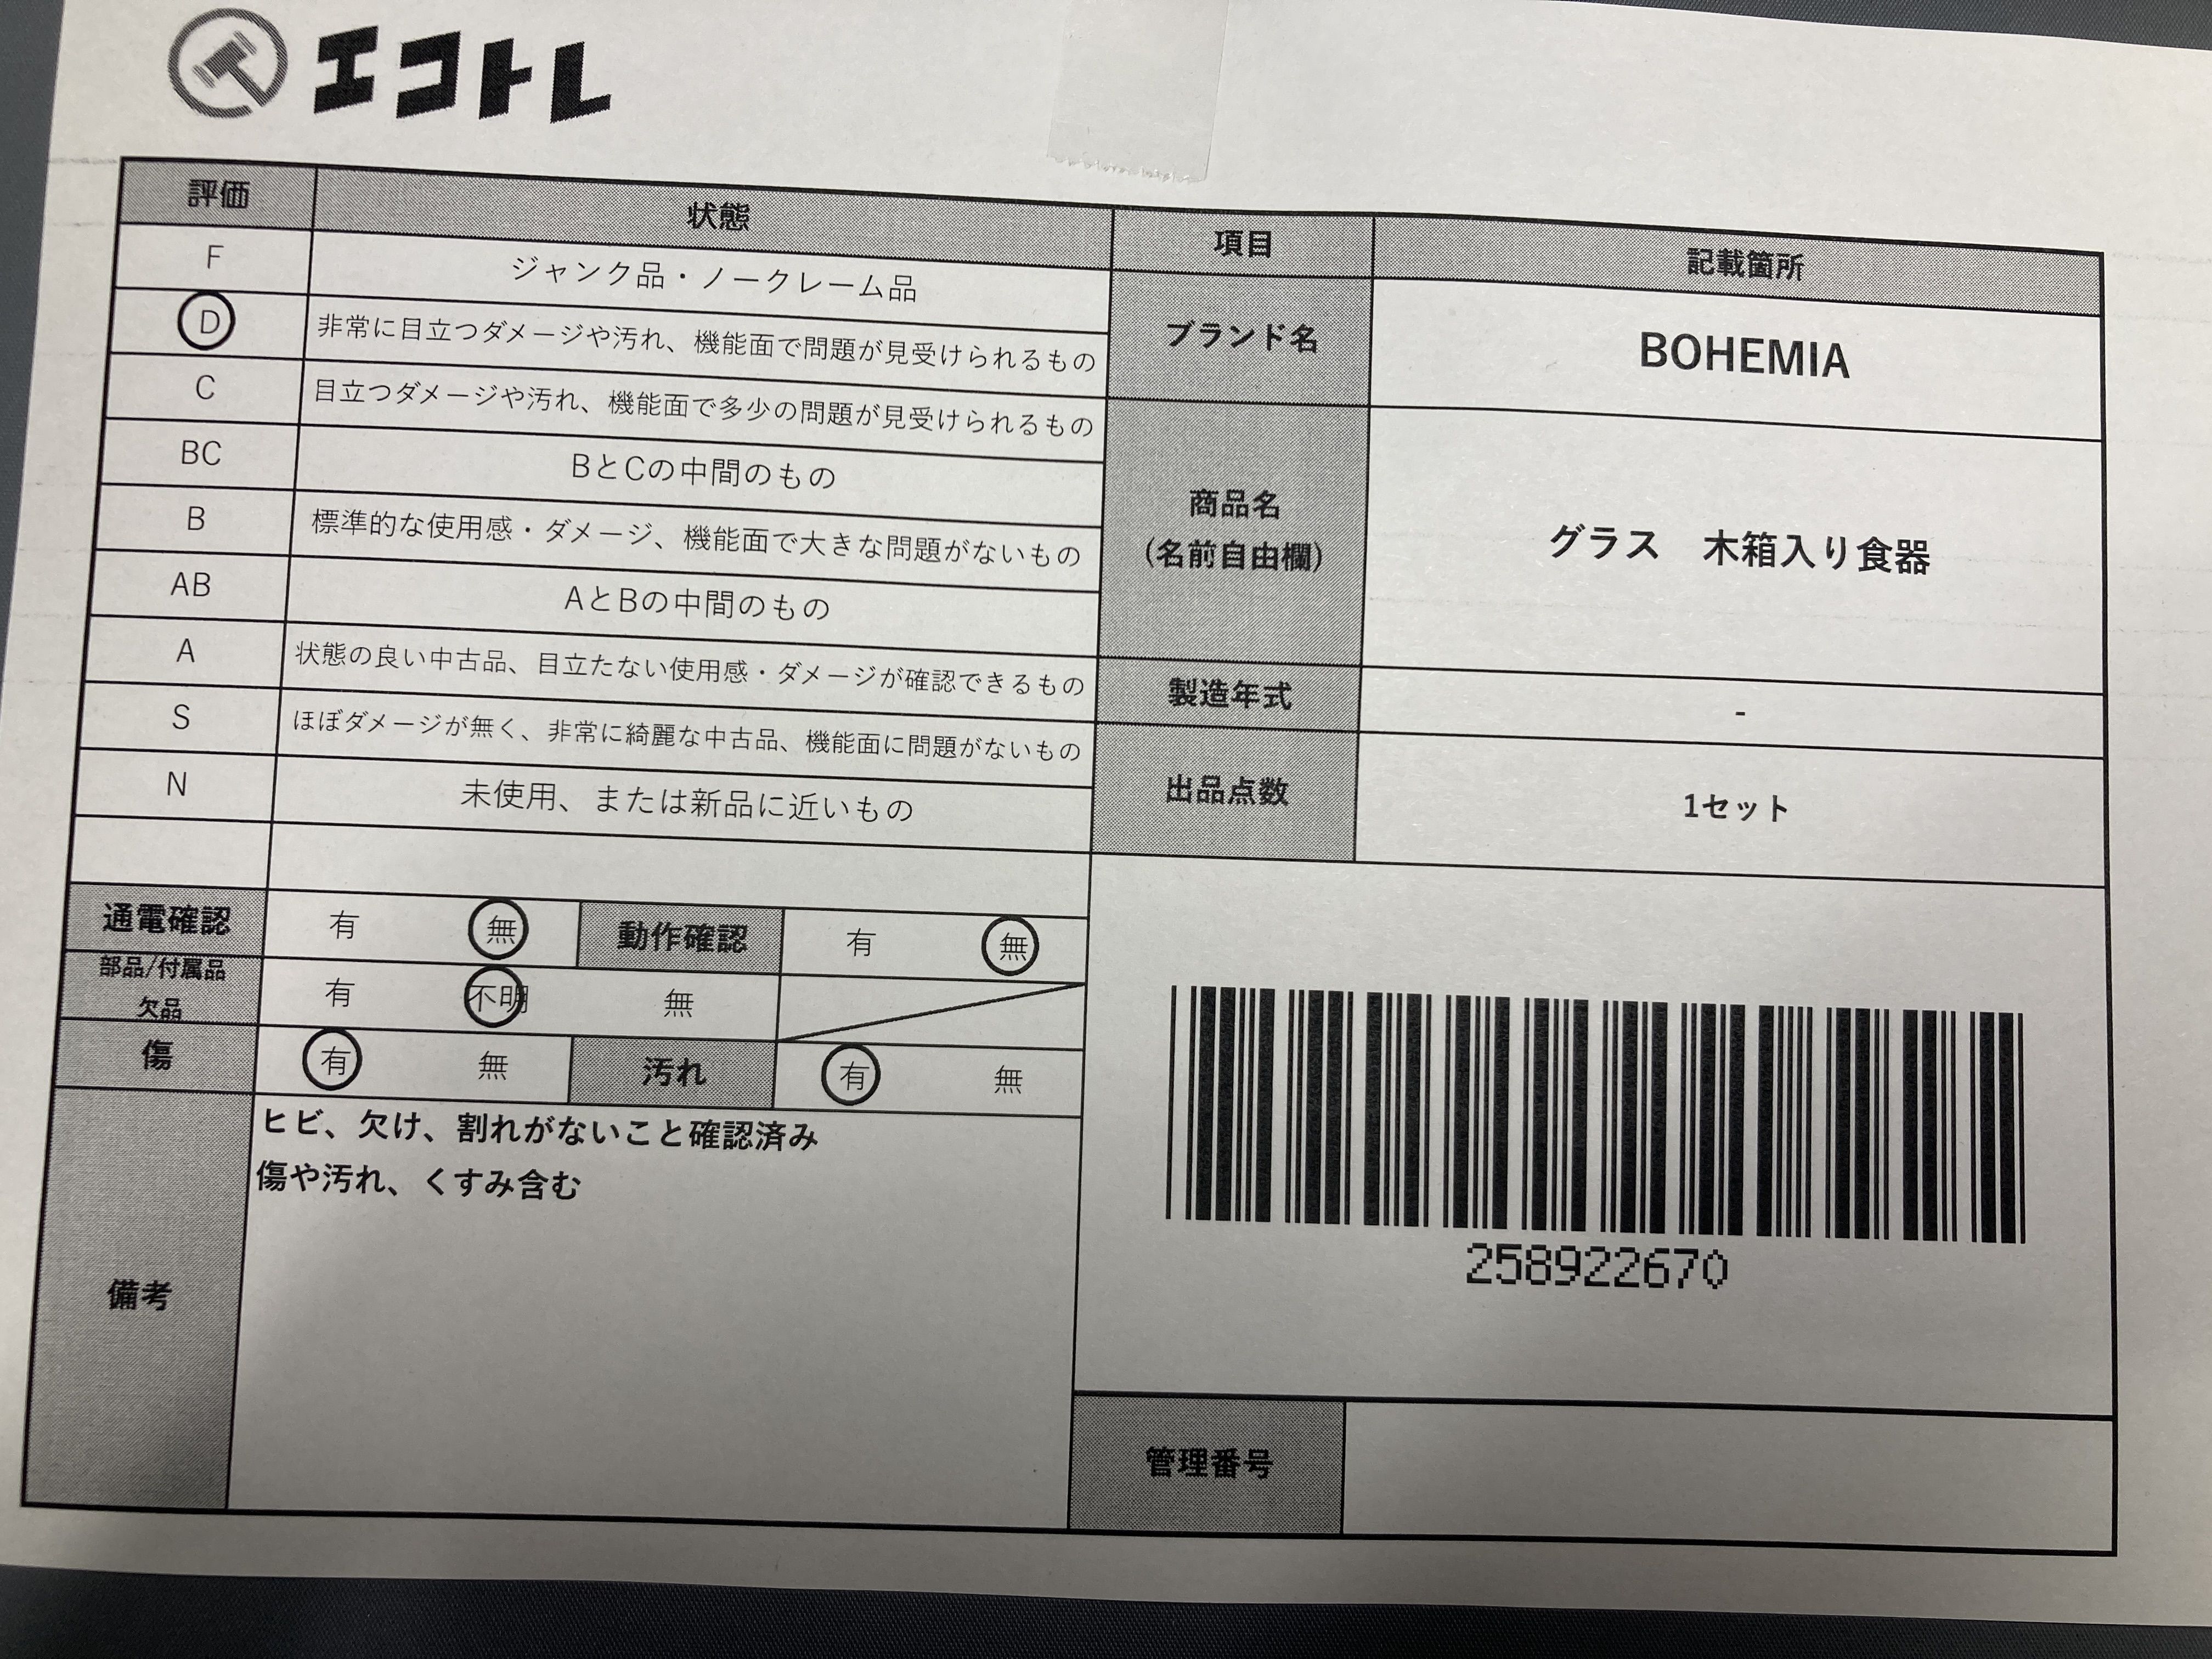 エコトレ
評価 状態
F ジャンク品・ノークレーム品
D 非常に目立つダメージや汚れ、機能面で問題が見受けられるもの
C 目立つダメージや汚れ、機能面で多少の問題が見受けられるもの
BC BとCの中間のもの
B 標準的な使用感・ダメージ、機能面で大きな問題がないもの
AB AとBの中間のもの
A 状態の良い中古品、目立たない使用感・ダメージが確認できるもの
S ほぼダメージが無く、非常に綺麗な中古品、機能面に問題がないもの
N 未使用、または新品に近いもの
通電確認 有 無 動作確認 有 無
部品/付属品
欠品 有 不明 無
傷 有 無 汚れ 有 無
備考
ヒビ、欠け、割れがないこと確認済み
傷や汚れ、くすみ含む
項目 記載箇所
ブランド名 BOHEMIA
商品名
(名前自由欄)
グラス 木箱入り食器
製造年式 -
出品点数 1セット
258922670
管理番号